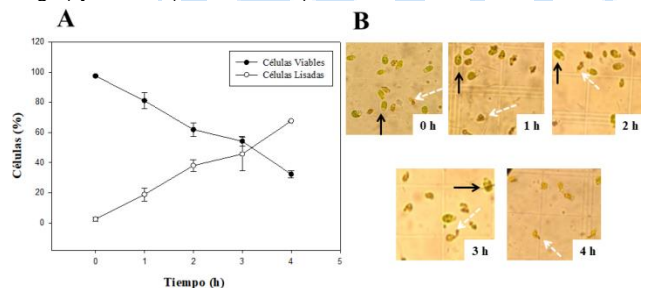 A
B
120
100
80
60
40
20
0
Células (%)
Células Viables
Células Lisadas
0 1 2 3 4 5
Tiempo (h)
0 h
1 h
2 h
3 h
4 h